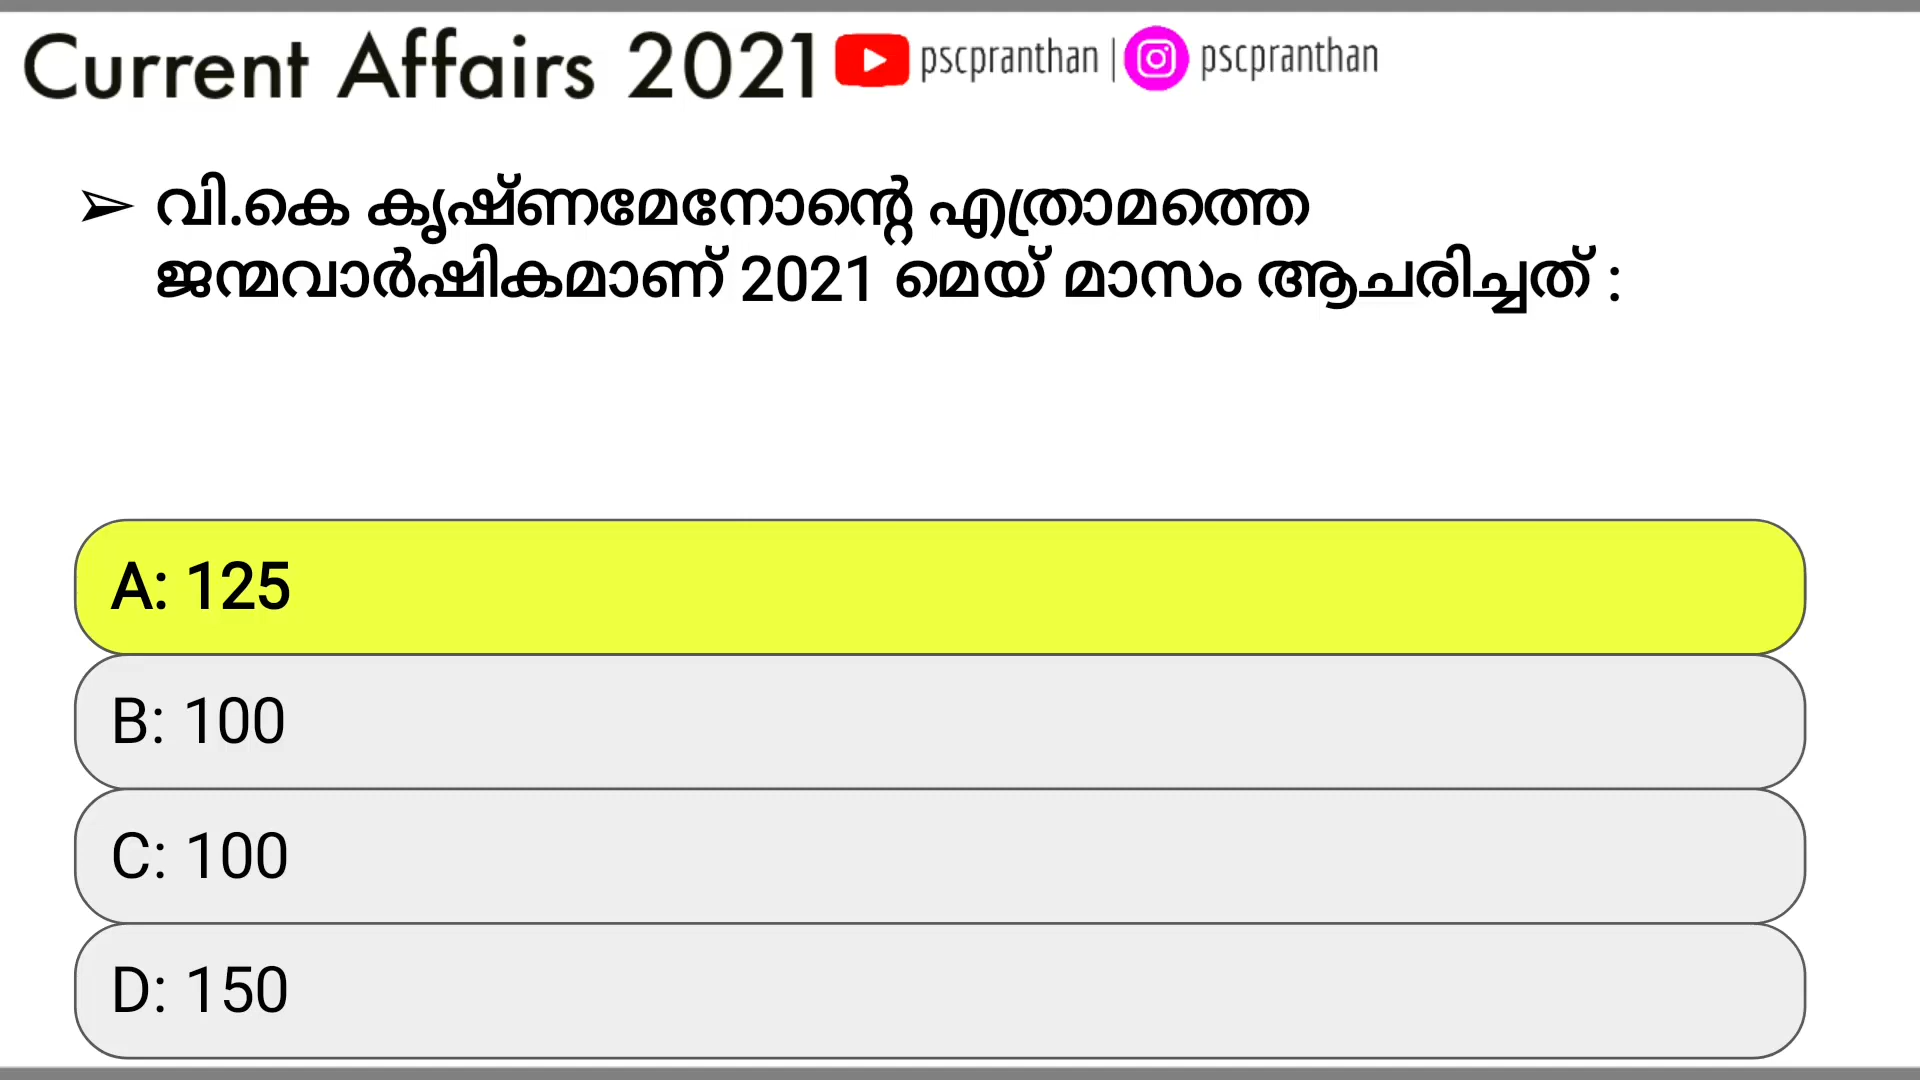 Current Affairs 2021 pscpranthan | pscpranthan
➢ വി.കെ കൃഷ്ണമേനോന്റെ എത്രാമത്തെ
ജന്മവാർഷികമാണ് 2021 മെയ് മാസം ആചരിച്ചത് :
A: 125
B: 100
C: 100
D: 150